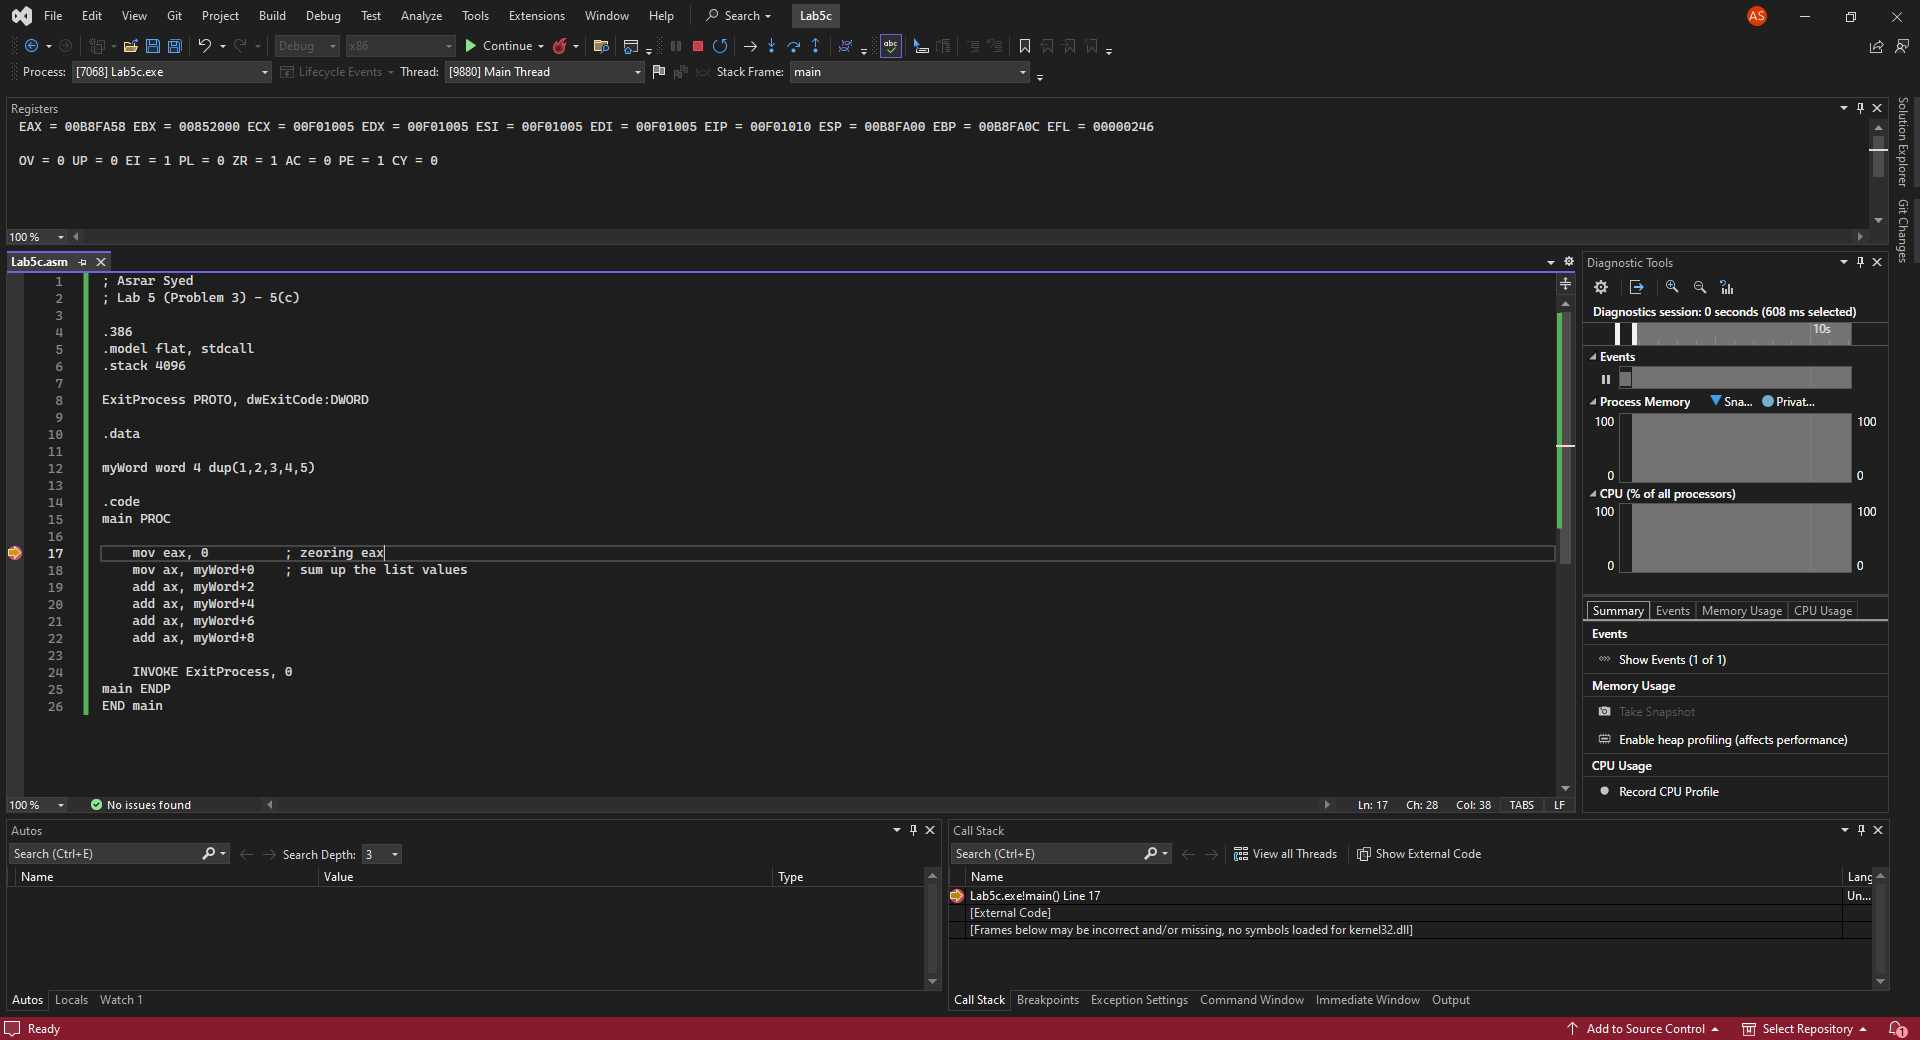 File Edit View Git Project Build Debug Test Analyze Tools Extensions Window Help Search Lab5c AS
Debug x86 Continue abc
Process: [7068] Lab5c.exe Lifecycle Events Thread: [9880] Main Thread Stack Frame: main
Registers
EAX = 00B8FA58 EBX = 00852000 ECX = 00F01005 EDX = 00F01005 ESI = 00F01005 EDI = 00F01005 EIP = 00F01010 ESP = 00B8FA00 EBP = 00B8FA0C EFL = 00000246
OV = 0 UP = 0 EI = 1 PL = 0 ZR = 1 AC = 0 PE = 1 CY = 0
100 %
Solution Explorer
Git Changes
Lab5c.asm
1 ; Asrar Syed
2 ; Lab 5 (Problem 3) - 5(c)
3
4 .386
5 .model flat, stdcall
6 .stack 4096
7
8 ExitProcess PROTO, dwExitCode:DWORD
9
10 .data
11
12 myWord word 4 dup(1,2,3,4,5)
13
14 .code
15 main PROC
16
17 mov eax, 0 ; zeoring eax
18 mov ax, myWord+0 ; sum up the list values
19 add ax, myWord+2
20 add ax, myWord+4
21 add ax, myWord+6
22 add ax, myWord+8
23
24 INVOKE ExitProcess, 0
25 main ENDP
26 END main
100 % No issues found Ln: 17 Ch: 28 Col: 38 TABS LF
Diagnostic Tools
Diagnostics session: 0 seconds (608 ms selected)
10s
Events
Process Memory Sna... Privat...
100 100
0 0
CPU (% of all processors)
100 100
0 0
Summary Events Memory Usage CPU Usage
Events
Show Events (1 of 1)
Memory Usage
Take Snapshot
Enable heap profiling (affects performance)
CPU Usage
Record CPU Profile
Autos
Search (Ctrl+E) Search Depth: 3
Name Value Type
Autos Locals Watch 1
Call Stack
Search (Ctrl+E) View all Threads Show External Code
Name Lang
Lab5c.exe!main() Line 17 Un...
[External Code]
[Frames below may be incorrect and/or missing, no symbols loaded for kernel32.dll]
Call Stack Breakpoints Exception Settings Command Window Immediate Window Output
Ready Add to Source Control Select Repository 1